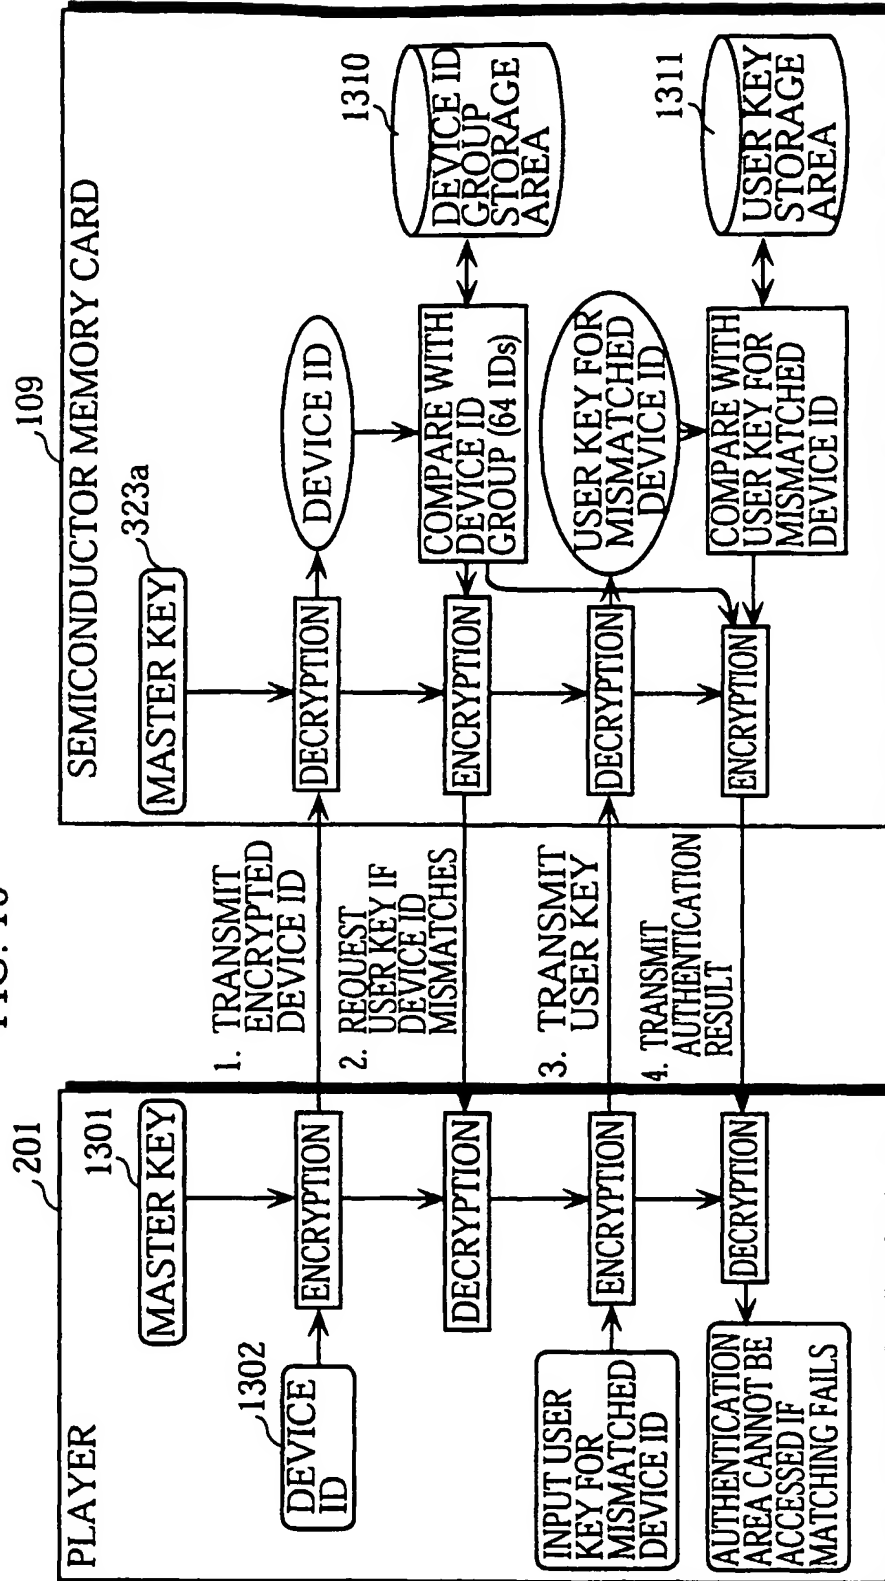 FIG.
201
PLAYER
1301
MASTER KEY
1302
DEVICE
ID
ENCRYPTION
DECRYPTION
INPUT USER
KEY FOR
MISMATCHED
DEVICE ID
ENCRYPTION
AUTHENTICATION
AREA CANNOT BE
ACCESSED IF
MATCHING FAILS
DECRYPTION
1. TRANSMIT
ENCRYPTED
DEVICE ID
2. REQUEST
USER KEY IF
DEVICE ID
MISMATCHES
3. TRANSMIT
USER KEY
4. TRANSMIT
AUTHENTICATION
RESULT
109
SEMICONDUCTOR MEMORY CARD
323a
MASTER KEY
DECRYPTION
DEVICE ID
1310
ENCRYPTION
COMPARE WITH
DEVICE ID
GROUP (64 IDs)
DEVICE ID
GROUP
STORAGE
AREA
DECRYPTION
USER KEY FOR
MISMATCHED
DEVICE ID
1311
ENCRYPTION
COMPARE WITH
USER KEY FOR
MISMATCHED
DEVICE ID
USER KEY
STORAGE
AREA